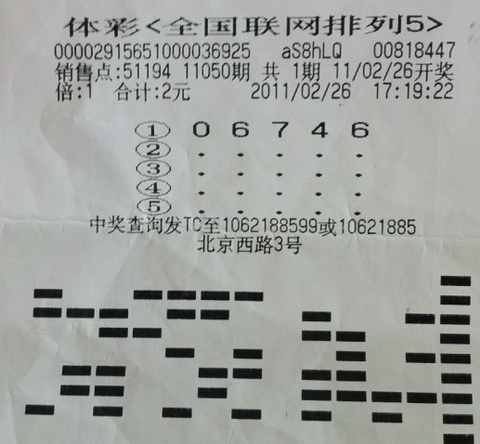 体彩<全国联网排列5>
00002915651000036925 aS8hLQ 00818447
销售点:51194 11050期 共 1期 11/02/26开奖
倍:1 合计:2元 2011/02/26 17:19:22
① 0 6 7 4 6
② . . . . .
③ . . . . .
④ . . . . .
⑤ . . . . .
中奖查询发TC至1062188599或10621885
北京西路3号